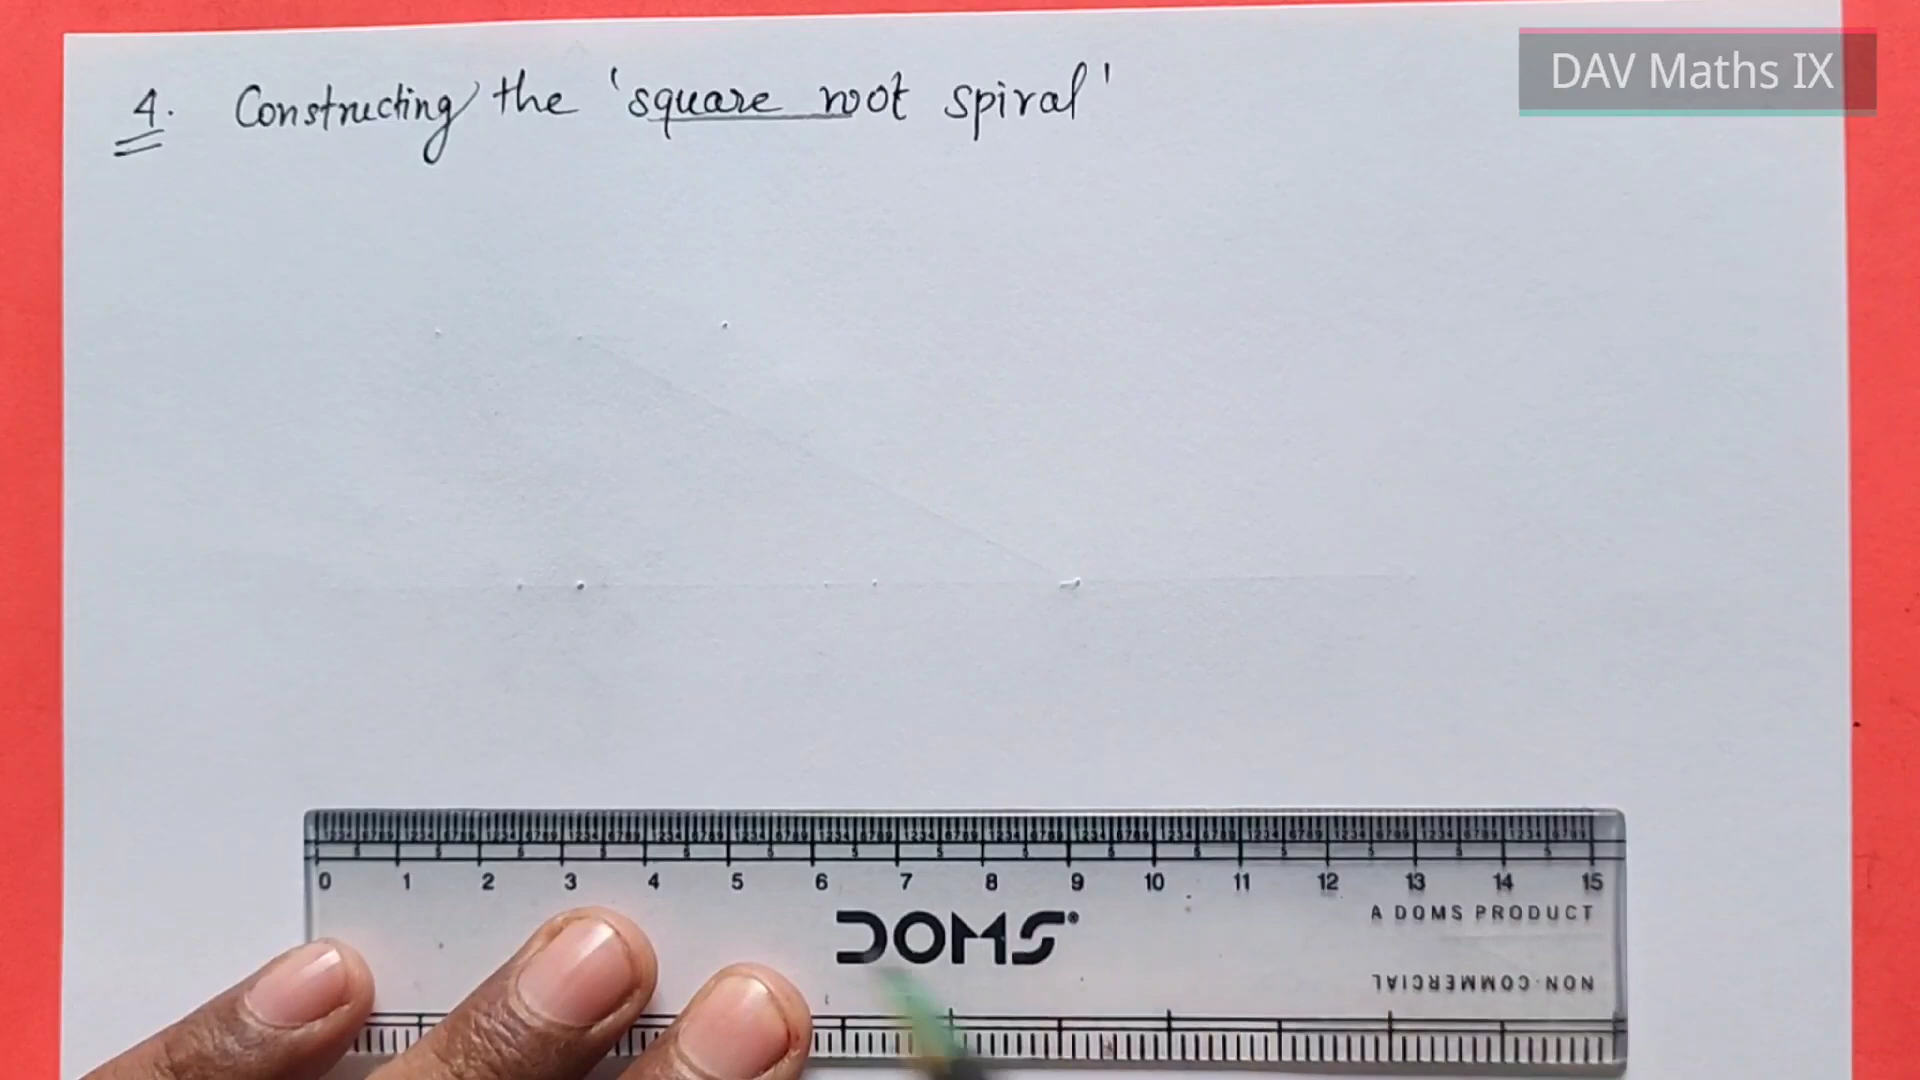 DAV Maths IX
4. Constructing the 'square root spiral'
0 1 2 3 4 5 6 7 8 9 10 11 12 13 14 15
DOMS®
A DOMS PRODUCT
NON-COMMERCIAL